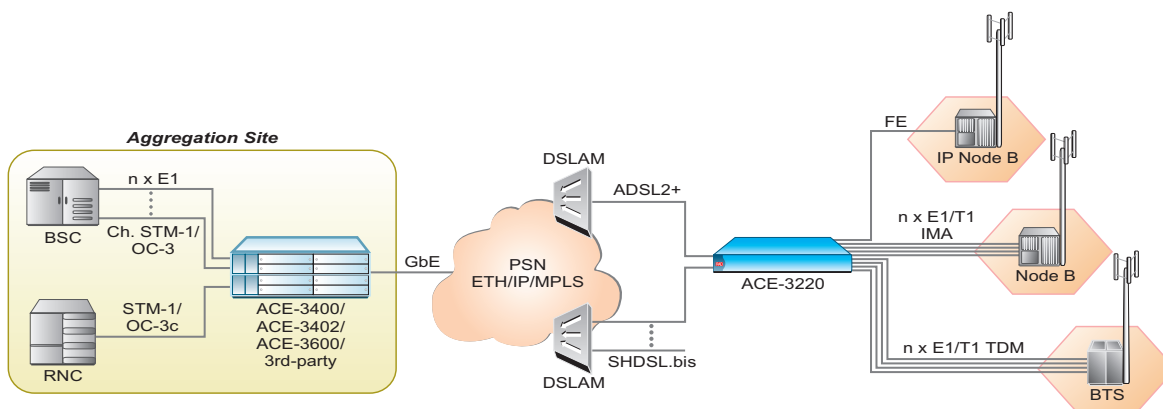 Aggregation Site
n x E1
BSC
Ch. STM-1/
OC-3
STM-1/
OC-3c
RNC
ACE-3400/
ACE-3402/
ACE-3600/
3rd-party
GbE
PSN
ETH/IP/MPLS
DSLAM
ADSL2+
SHDSL.bis
DSLAM
ACE-3220
FE
IP Node B
n x E1/T1
IMA
Node B
n x E1/T1 TDM
BTS